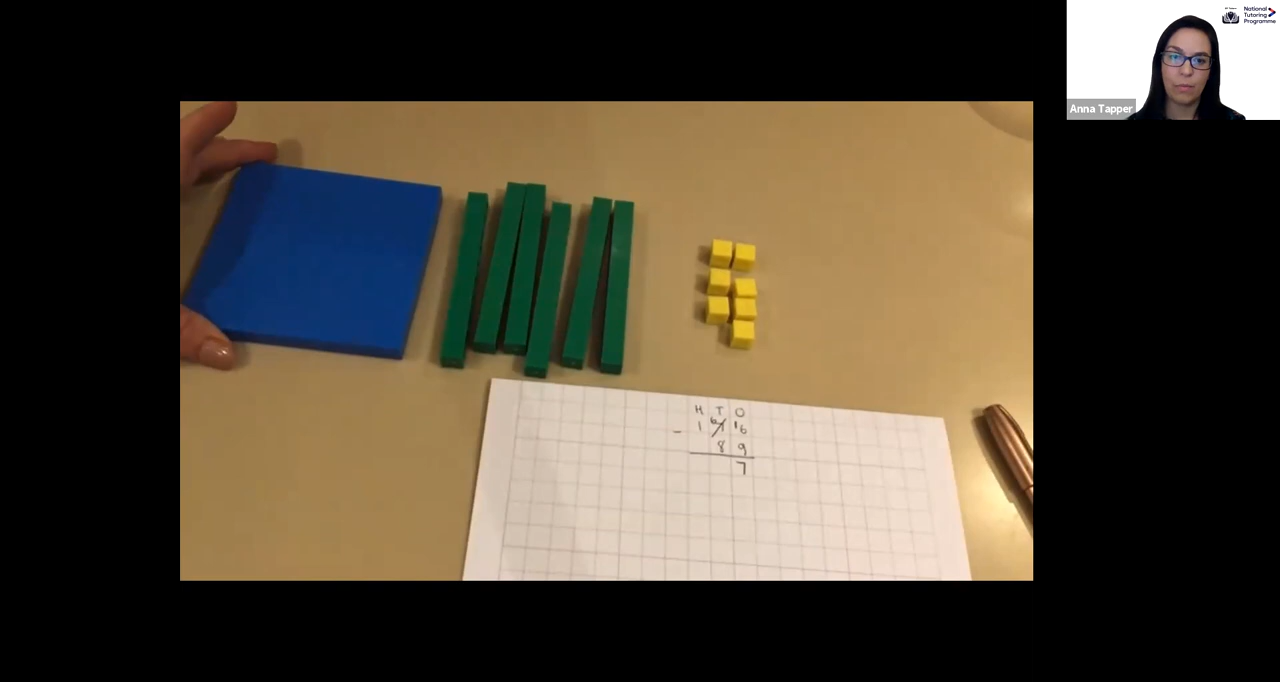 National
Tutoring
Programme
Anna Tapper
H T O
1 6 7 16
- 8 9
7